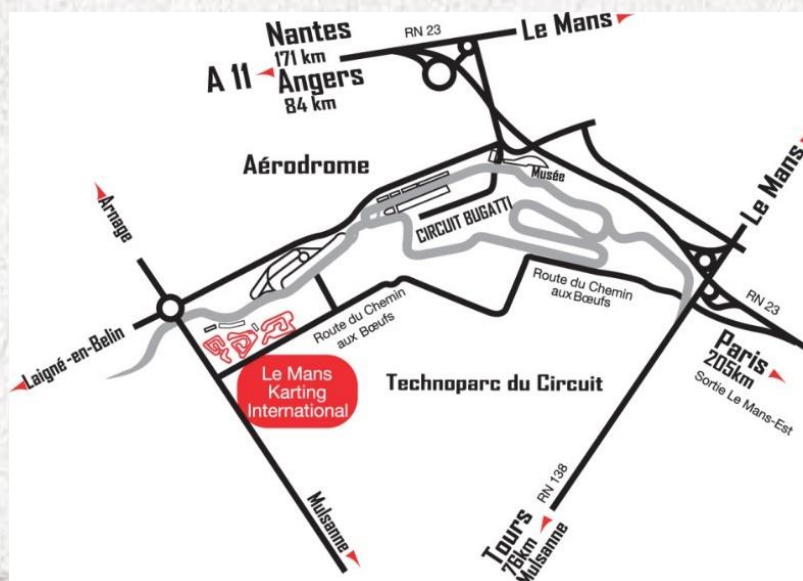 RN 23
Nantes
171 km
Le Mans
A 11
Angers
84 km
Aérodrome
Musée
Arnage
CIRCUIT BUGATTI
Le Mans
Route du Chemin
aux Bœufs
Route du Chemin
aux Bœufs
RN 23
Laigné-en-Belin
Paris
205km
Sortie Le Mans-Est
Le Mans
Karting
International
Technoparc du Circuit
RN 138
Mulsanne
Tours
76km
Mulsanne